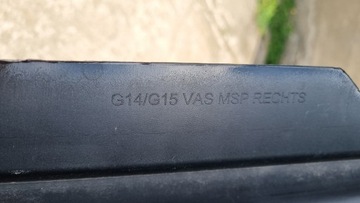 G14/G15 VAS MSP RECHTS